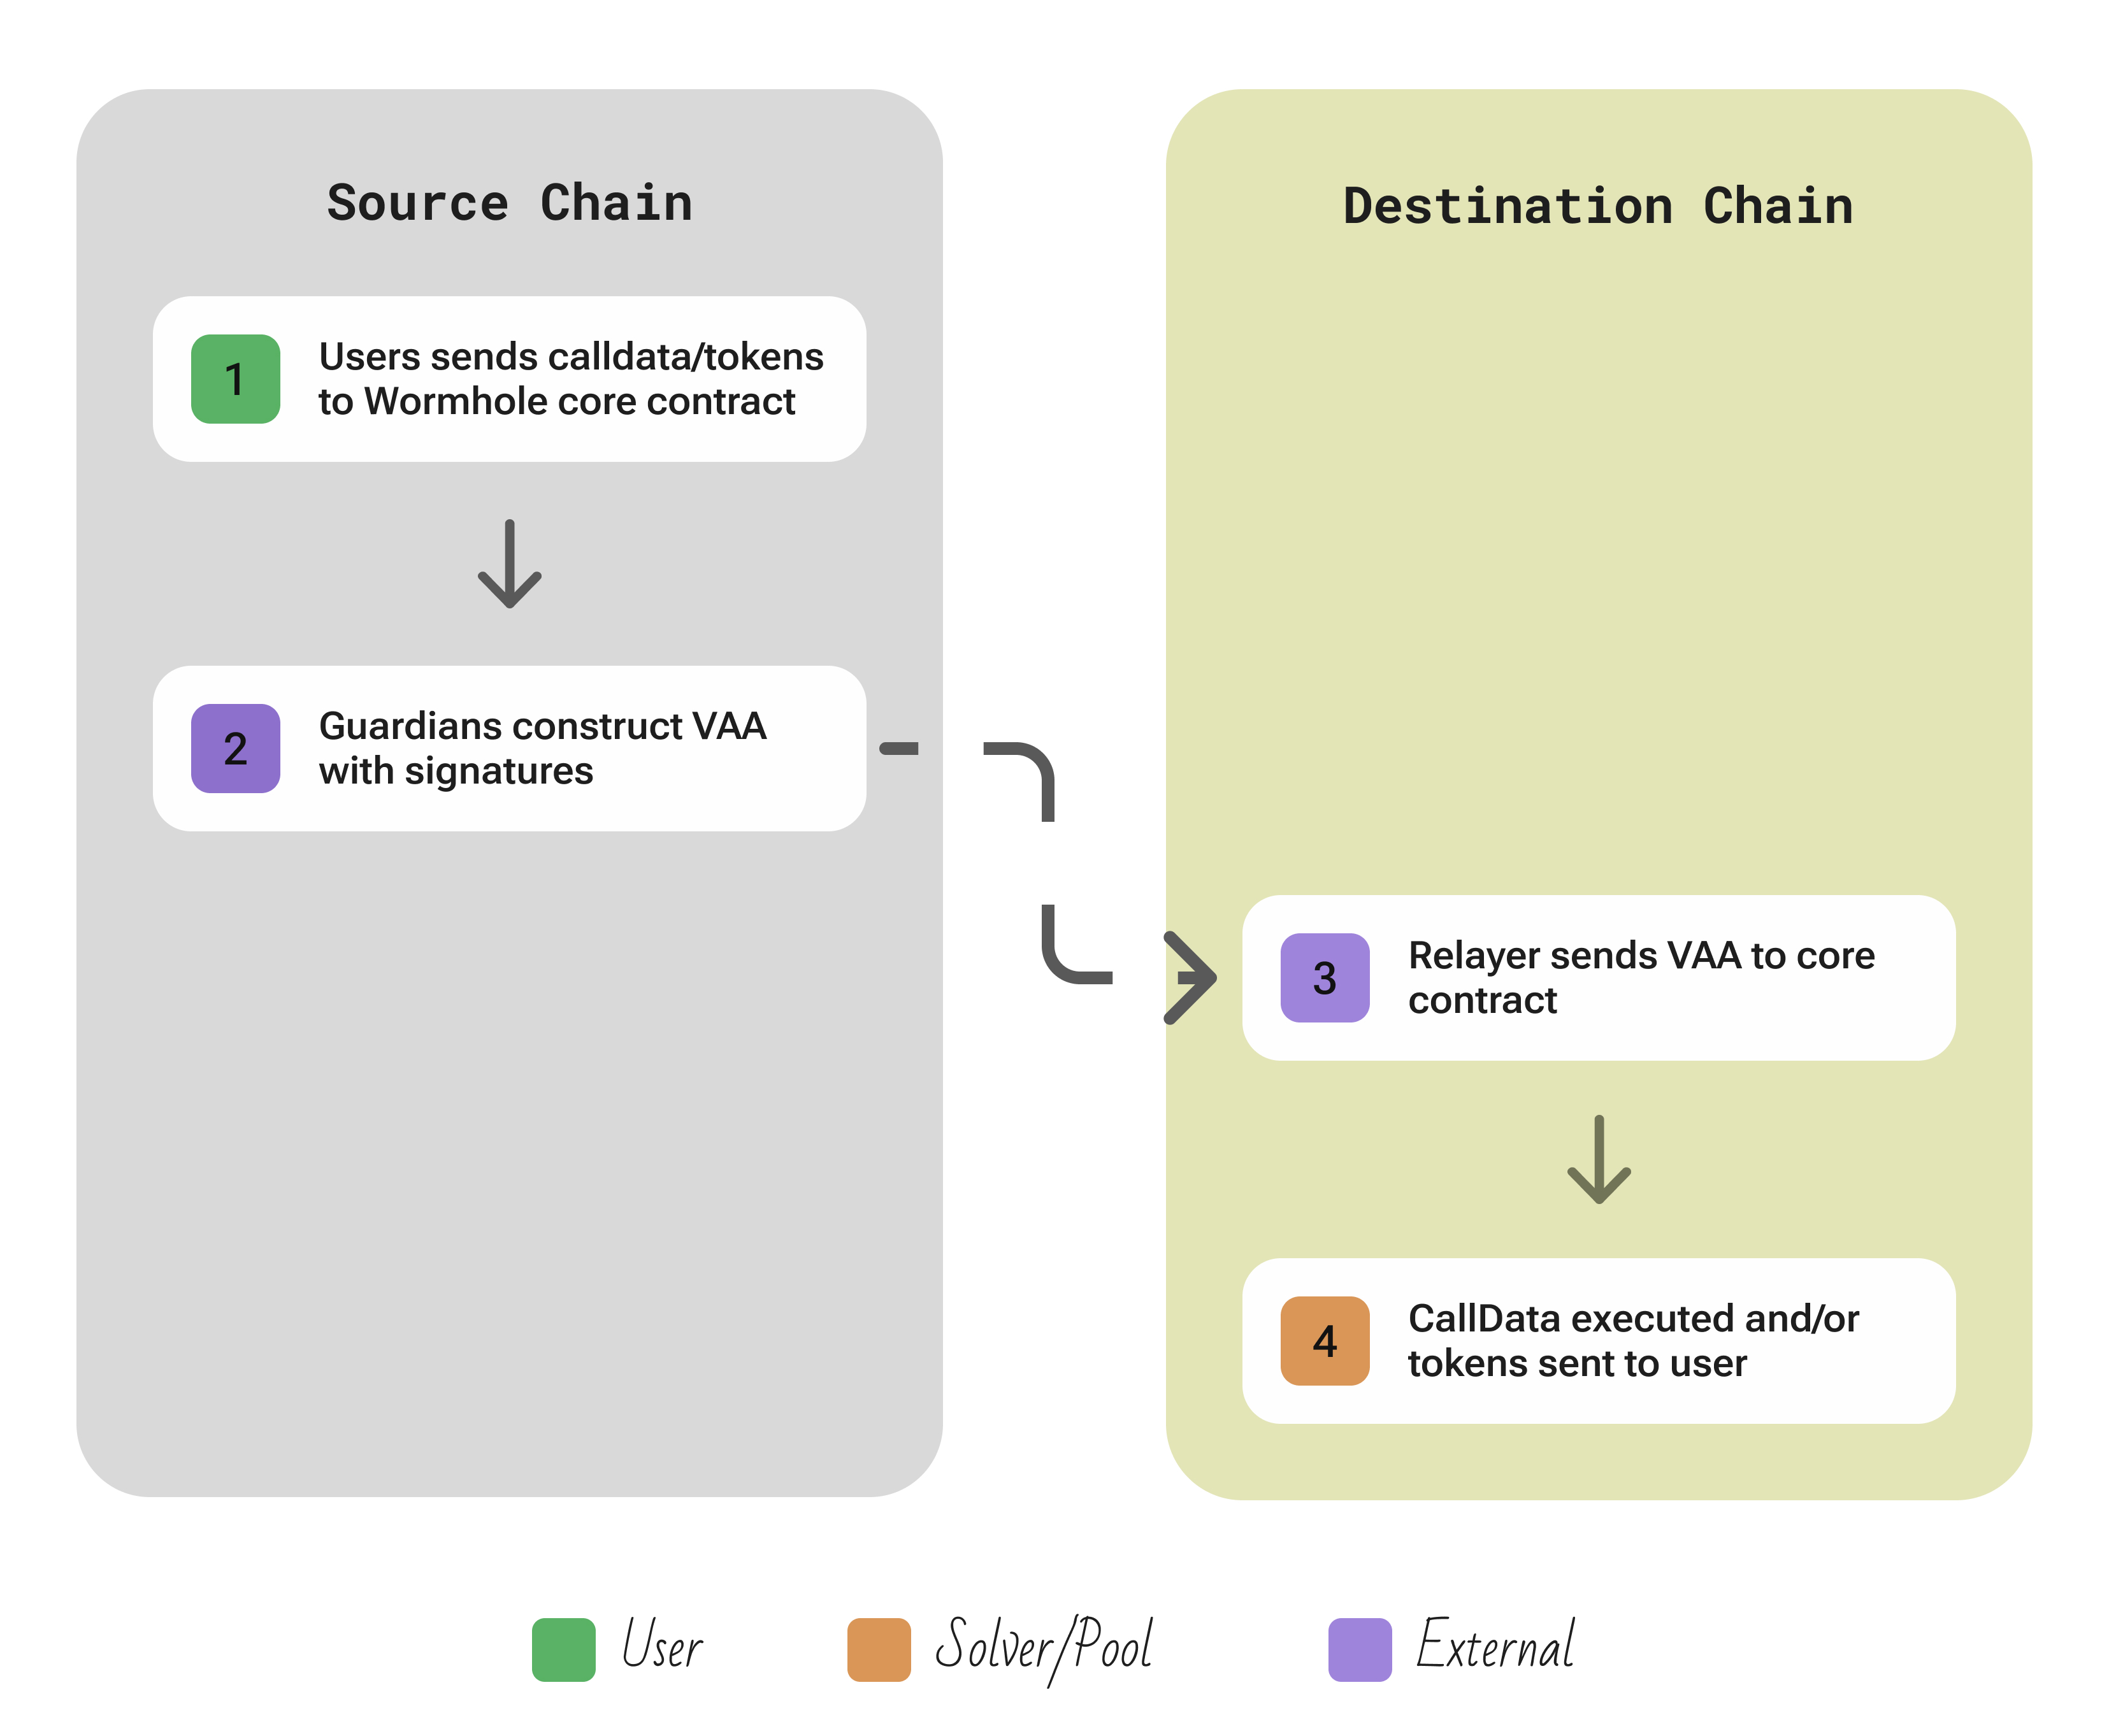 Source Chain
1
Users sends calldata/tokens
to Wormhole core contract
2
Guardians construct VAA
with signatures
Destination Chain
3
Relayer sends VAA to core
contract
4
CallData executed and/or
tokens sent to user
User
Solver/Pool
External